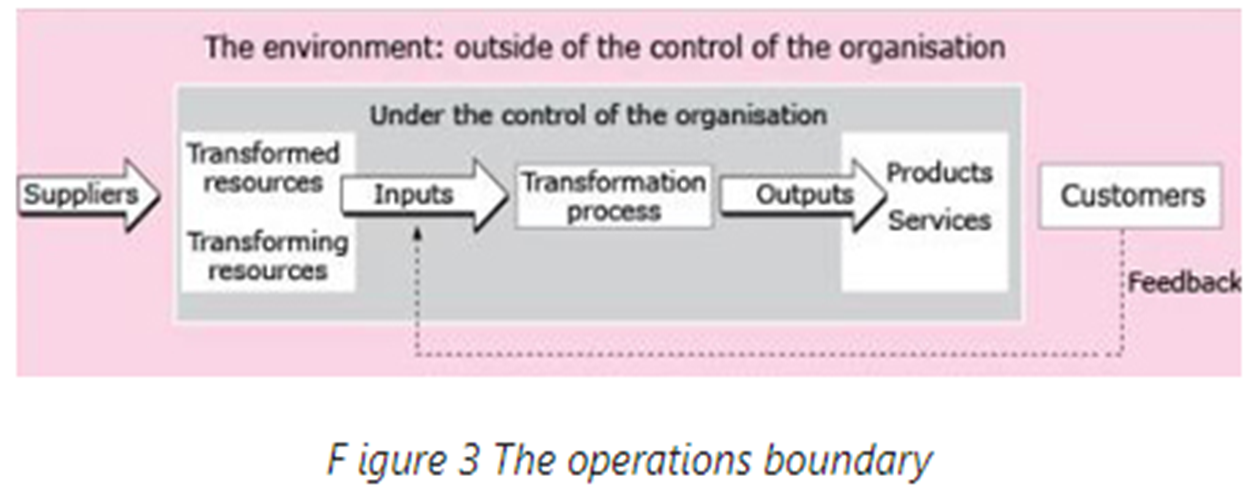 The environment: outside of the control of the organisation
Under the control of the organisation
Suppliers
Transformed
resources
Transforming
resources
Inputs
Transformation
process
Outputs
Products
Services
Customers
Feedback
F igure 3 The operations boundary